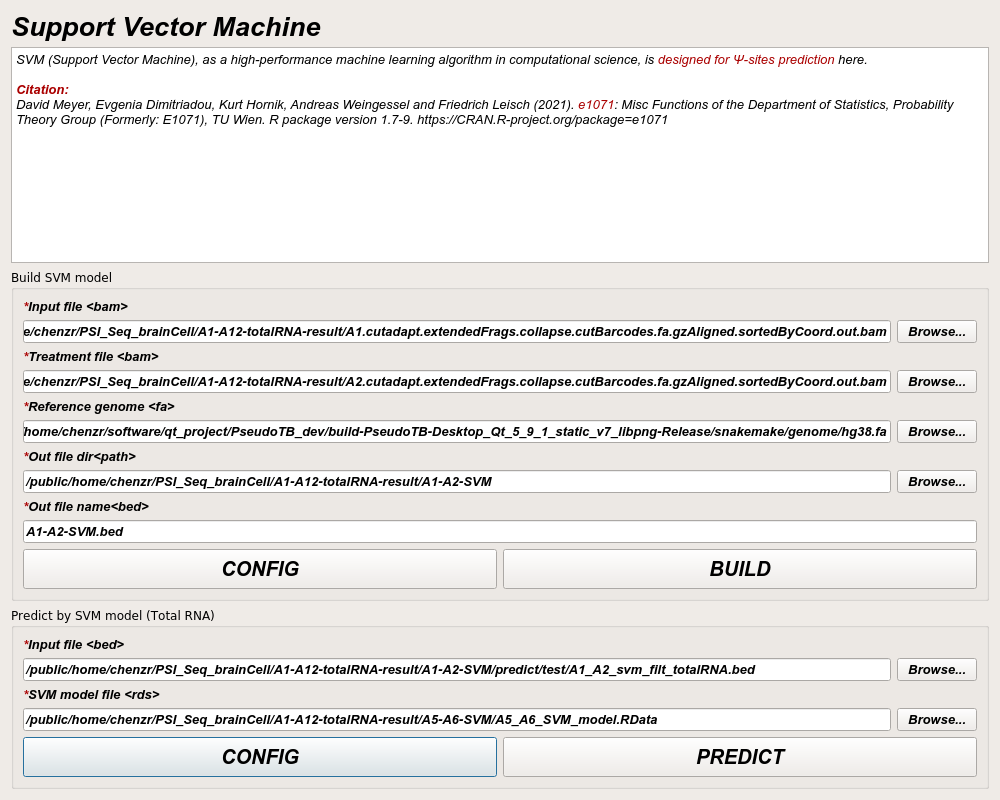 Support Vector Machine
SVM (Support Vector Machine), as a high-performance machine learning algorithm in computational science, is designed for Ψ-sites prediction here.
Citation:
David Meyer, Evgenia Dimitriadou, Kurt Hornik, Andreas Weingessel and Friedrich Leisch (2021). e1071: Misc Functions of the Department of Statistics, Probability
Theory Group (Formerly: E1071), TU Wien. R package version 1.7-9. https://CRAN.R-project.org/package=e1071
Build SVM model
*Input file <bam>
e/chenzr/PSI_Seq_brainCell/A1-A12-totalRNA-result/A1.cutadapt.extendedFrags.collapse.cutBarcodes.fa.gzAligned.sortedByCoord.out.bam Browse...
*Treatment file <bam>
e/chenzr/PSI_Seq_brainCell/A1-A12-totalRNA-result/A2.cutadapt.extendedFrags.collapse.cutBarcodes.fa.gzAligned.sortedByCoord.out.bam Browse...
*Reference genome <fa>
home/chenzr/software/qt_project/PseudoTB_dev/build-PseudoTB-Desktop_Qt_5_9_1_static_v7_libpng-Release/snakemake/genome/hg38.fa Browse...
*Out file dir<path>
/public/home/chenzr/PSI_Seq_brainCell/A1-A12-totalRNA-result/A1-A2-SVM Browse...
*Out file name<bed>
A1-A2-SVM.bed
CONFIG BUILD
Predict by SVM model (Total RNA)
*Input file <bed>
/public/home/chenzr/PSI_Seq_brainCell/A1-A12-totalRNA-result/A1-A2-SVM/predict/test/A1_A2_svm_filt_totalRNA.bed Browse...
*SVM model file <rds>
/public/home/chenzr/PSI_Seq_brainCell/A1-A12-totalRNA-result/A5-A6-SVM/A5_A6_SVM_model.RData Browse...
CONFIG PREDICT